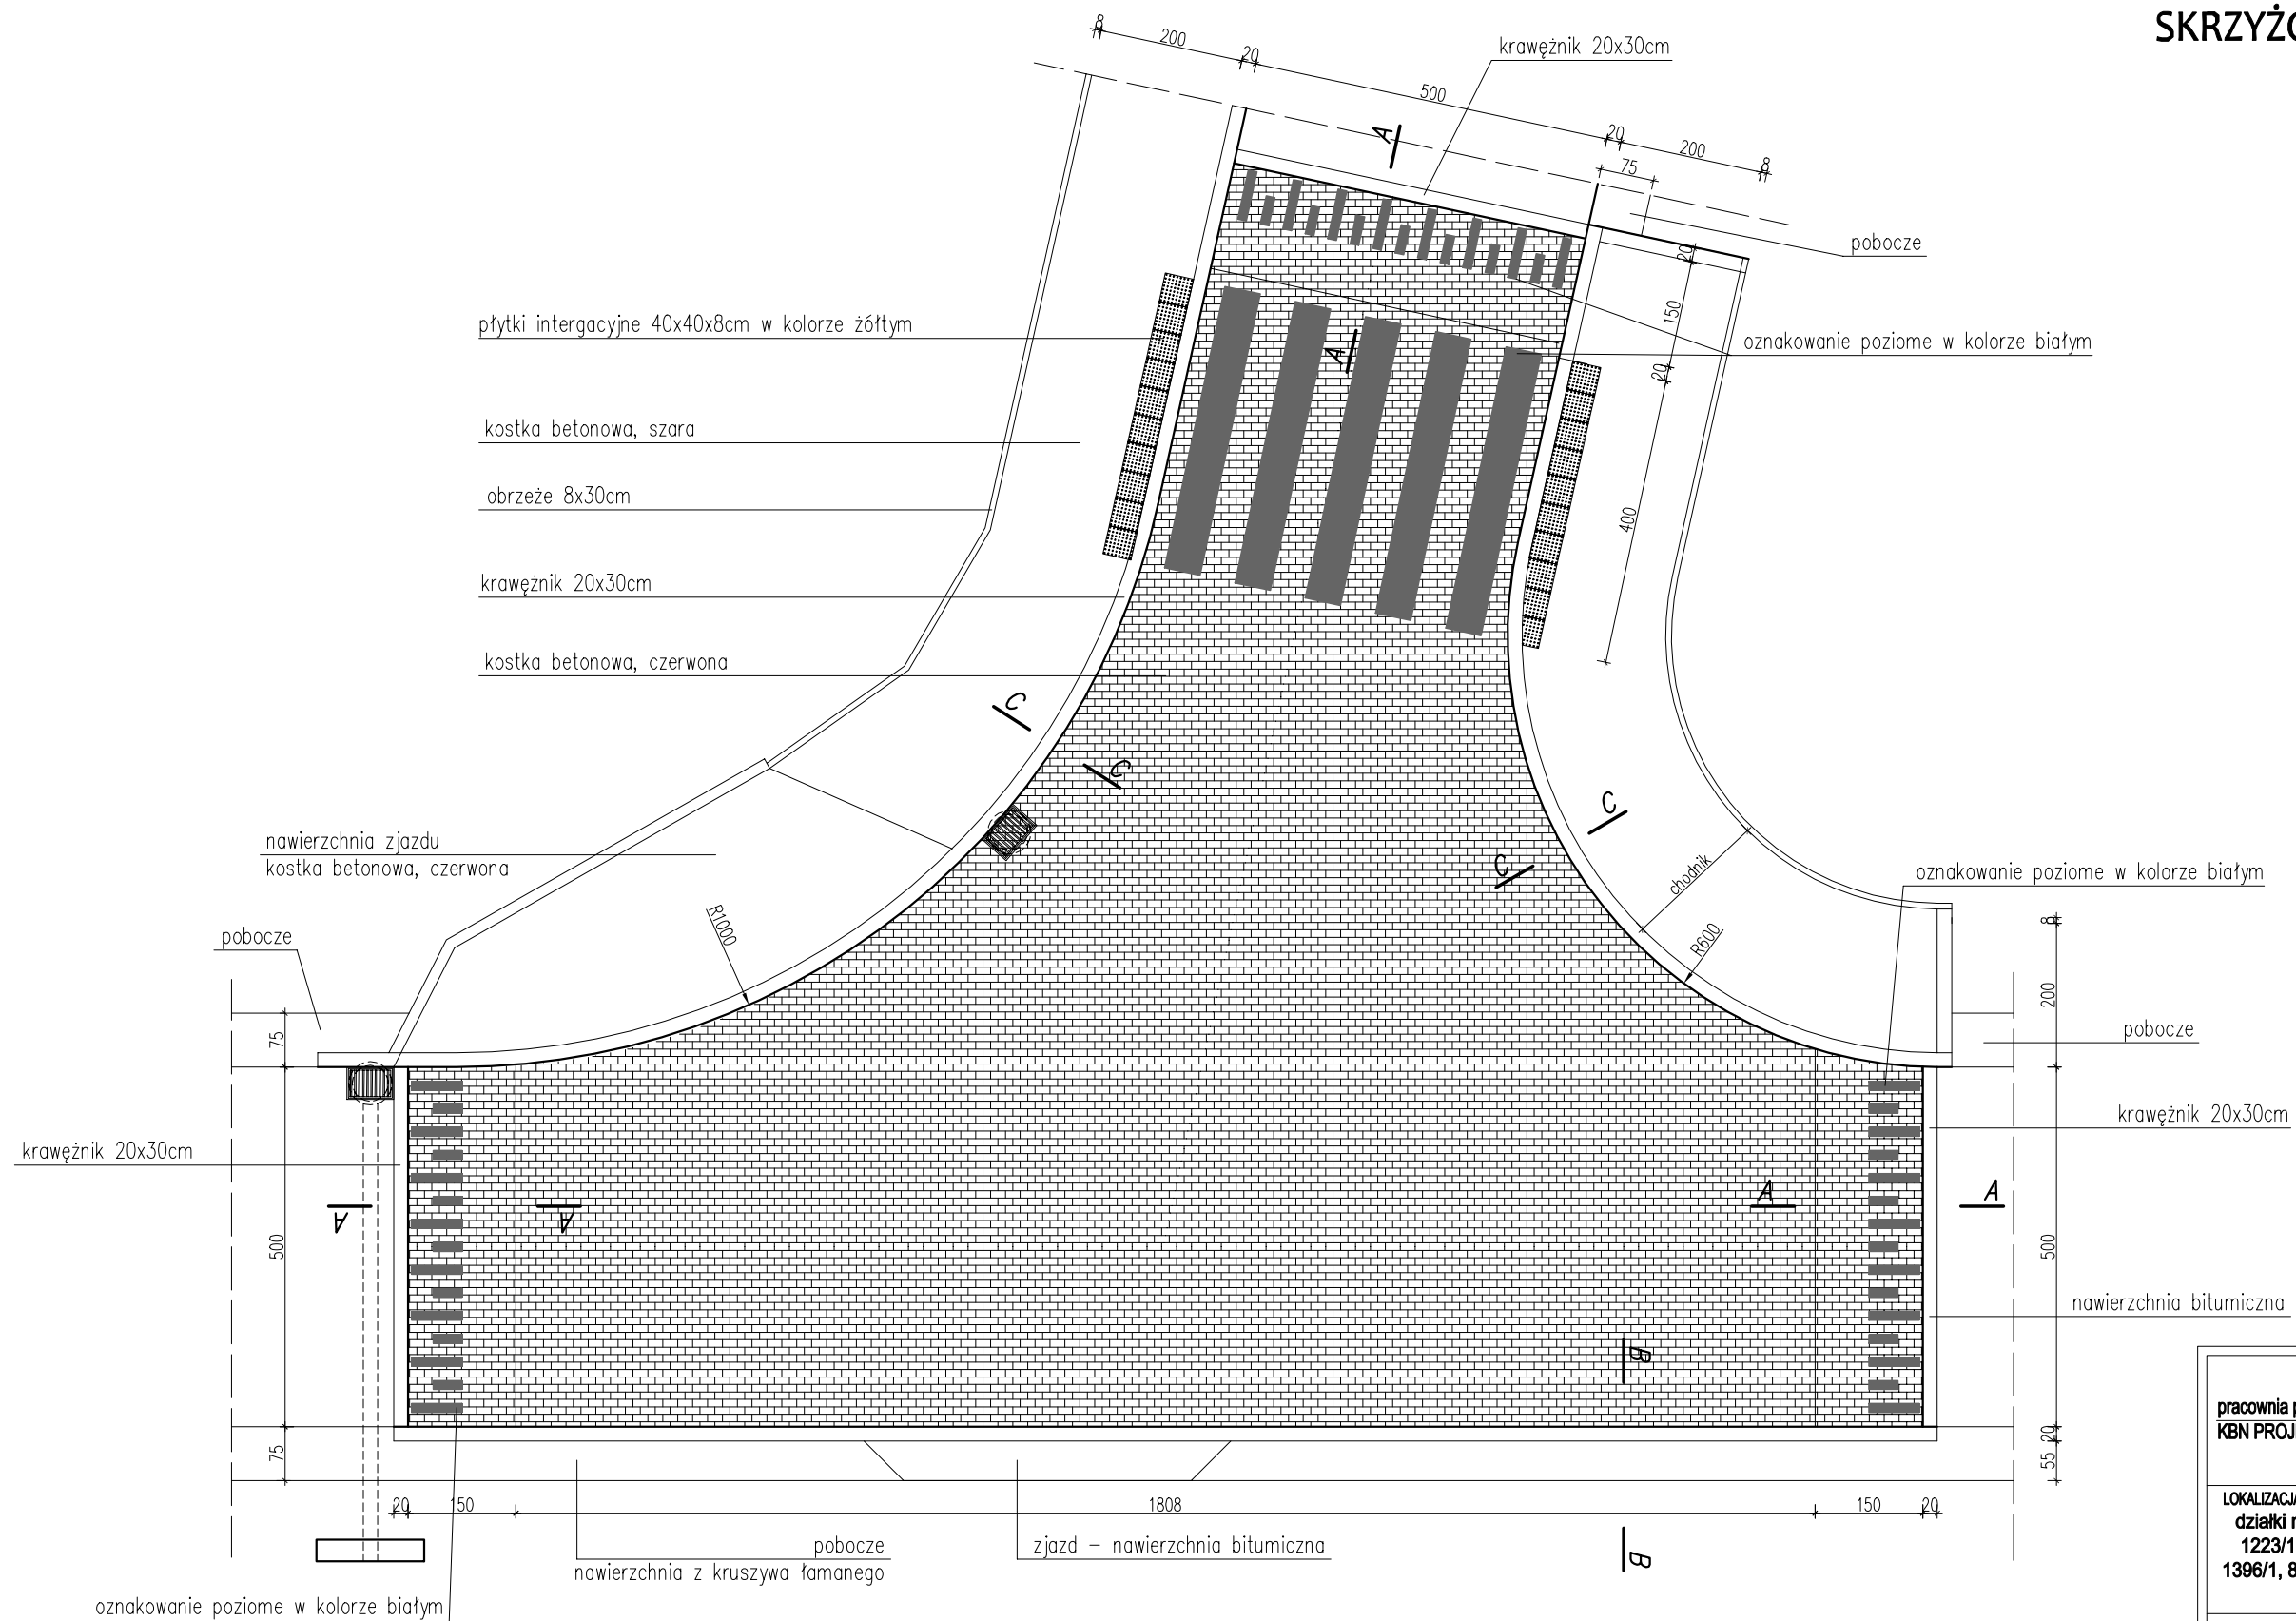 SKRZYŻO
8
200
20
500
20
200
8
krawężnik 20x30cm
A
75
pobocze
20
150
20
400
płytki intergacyjne 40x40x8cm w kolorze żółtym
oznakowanie poziome w kolorze białym
A
kostka betonowa, szara
obrzeże 8x30cm
krawężnik 20x30cm
kostka betonowa, czerwona
C
C
C
C
nawierzchnia zjazdu
kostka betonowa, czerwona
chodnik
oznakowanie poziome w kolorze białym
R1000
R600
pobocze
8
200
75
pobocze
krawężnik 20x30cm
krawężnik 20x30cm
A
A
A
A
500
500
nawierzchnia bitumiczna
B
75
20
55
20
150
1808
150
20
pobocze
nawierzchnia z kruszywa łamanego
zjazd - nawierzchnia bitumiczna
B
oznakowanie poziome w kolorze białym
pracownia p
KBN PROJ
LOKALIZACJA
działki n
1223/1
1396/1, 8